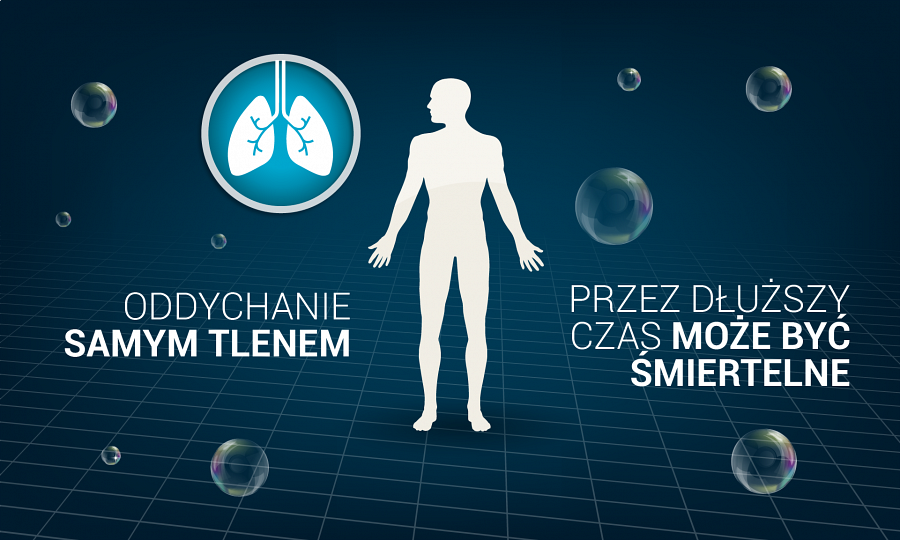 ODDYCHANIE
SAMYM TLENEM
PRZEZ DŁUŻSZY
CZAS MOŻE BYĆ
ŚMIERTELNE